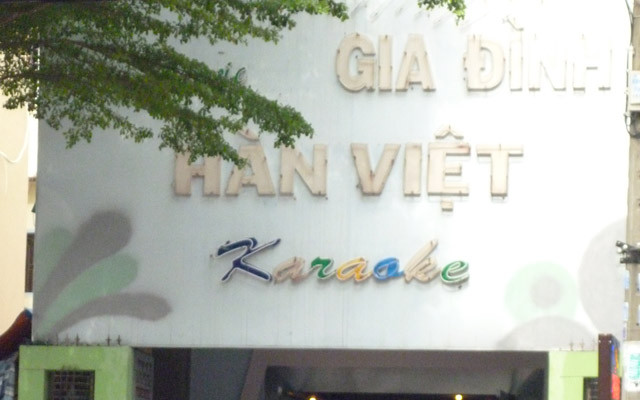 GIA ĐÌNH
HÀN VIỆT
Karaoke